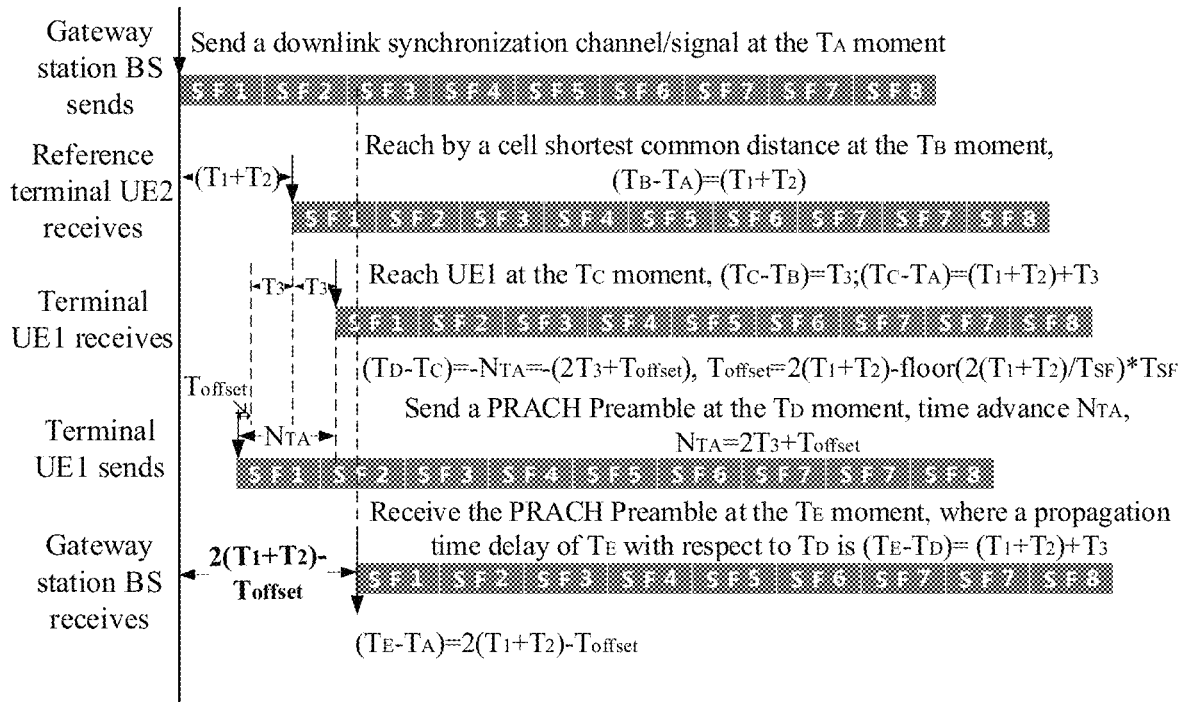 Gateway
station BS
sends
Send a downlink synchronization channel/signal at the TA moment
SF1 SF2 SF3 SF4 SF5 SF6 SF7 SF7 SF8
Reference
terminal UE2
receives
(T1+T2)
Reach by a cell shortest common distance at the TB moment,
(TB-TA)=(T1+T2)
SF1 SF2 SF3 SF4 SF5 SF6 SF7 SF7 SF8
Terminal
UE1 receives
T3 T3
Reach UE1 at the TC moment, (TC-TB)=T3;(TC-TA)=(T1+T2)+T3
SF1 SF2 SF3 SF4 SF5 SF6 SF7 SF7 SF8
(TD-TC)=-NTA=-(2T3+Toffset), Toffset=2(T1+T2)-floor(2(T1+T2)/TSF)*TSF
Toffset
Terminal
UE1 sends
NTA
Send a PRACH Preamble at the TD moment, time advance NTA,
NTA=2T3+Toffset
SF1 SF2 SF3 SF4 SF5 SF6 SF7 SF7 SF8
Gateway
station BS
receives
2(T1+T2)-
Toffset
Receive the PRACH Preamble at the TE moment, where a propagation
time delay of TE with respect to TD is (TE-TD)= (T1+T2)+T3
SF1 SF2 SF3 SF4 SF5 SF6 SF7 SF7 SF8
(TE-TA)=2(T1+T2)-Toffset